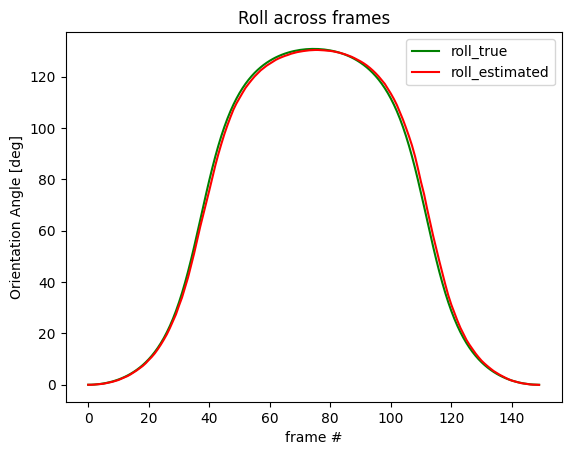 Roll across frames
roll_true
roll_estimated
Orientation Angle [deg]
120
100
80
60
40
20
0
0 20 40 60 80 100 120 140
frame #